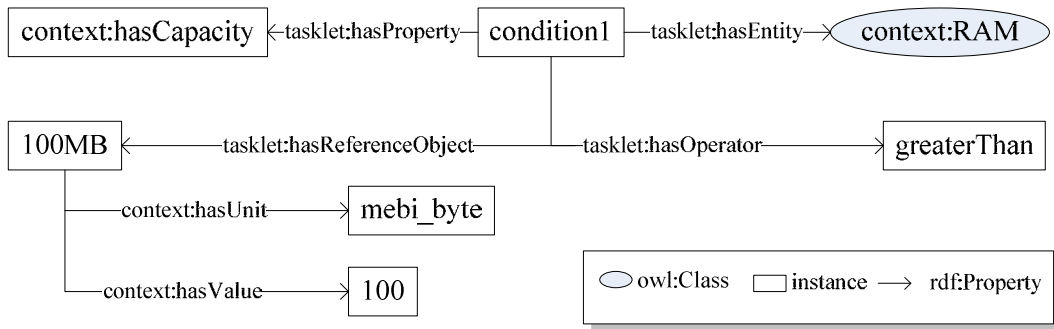 context:hasCapacity tasklet:hasProperty condition1 tasklet:hasEntity context:RAM
100MB tasklet:hasReferenceObject tasklet:hasOperator greaterThan
context:hasUnit mebi_byte
context:hasValue 100
owl:Class instance rdf:Property